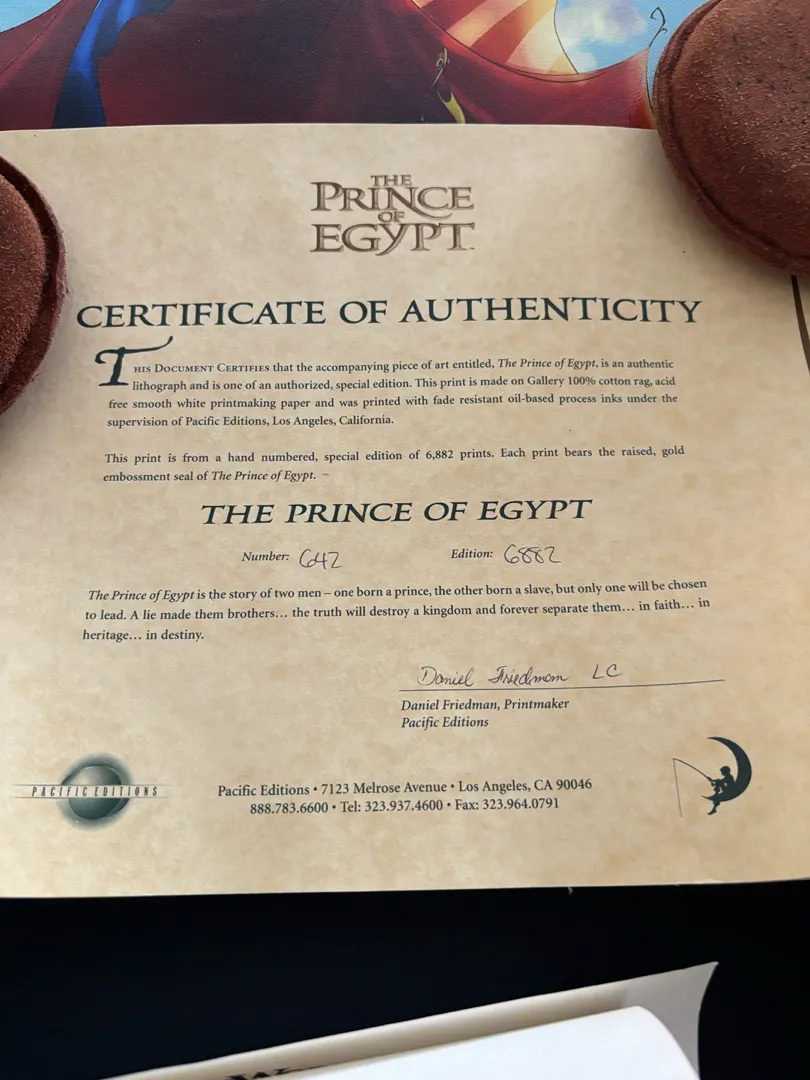 THE
PRINCE
OF
EGYPT
CERTIFICATE OF AUTHENTICITY
THIS DOCUMENT CERTIFIES that the accompanying piece of art entitled, The Prince of Egypt, is an authentic
lithograph and is one of an authorized, special edition. This print is made on Gallery 100% cotton rag, acid
free smooth white printmaking paper and was printed with fade resistant oil-based process inks under the
supervision of Pacific Editions, Los Angeles, California.
This print is from a hand numbered, special edition of 6,882 prints. Each print bears the raised, gold
embossment seal of The Prince of Egypt. –
THE PRINCE OF EGYPT
Number: 642 Edition: 6882
The Prince of Egypt is the story of two men – one born a prince, the other born a slave, but only one will be chosen
to lead. A lie made them brothers... the truth will destroy a kingdom and forever separate them... in faith... in
heritage... in destiny.
Daniel Friedman LC
Daniel Friedman, Printmaker
Pacific Editions
PACIFIC EDITIONS
Pacific Editions • 7123 Melrose Avenue • Los Angeles, CA 90046
888.783.6600 • Tel: 323.937.4600 • Fax: 323.964.0791